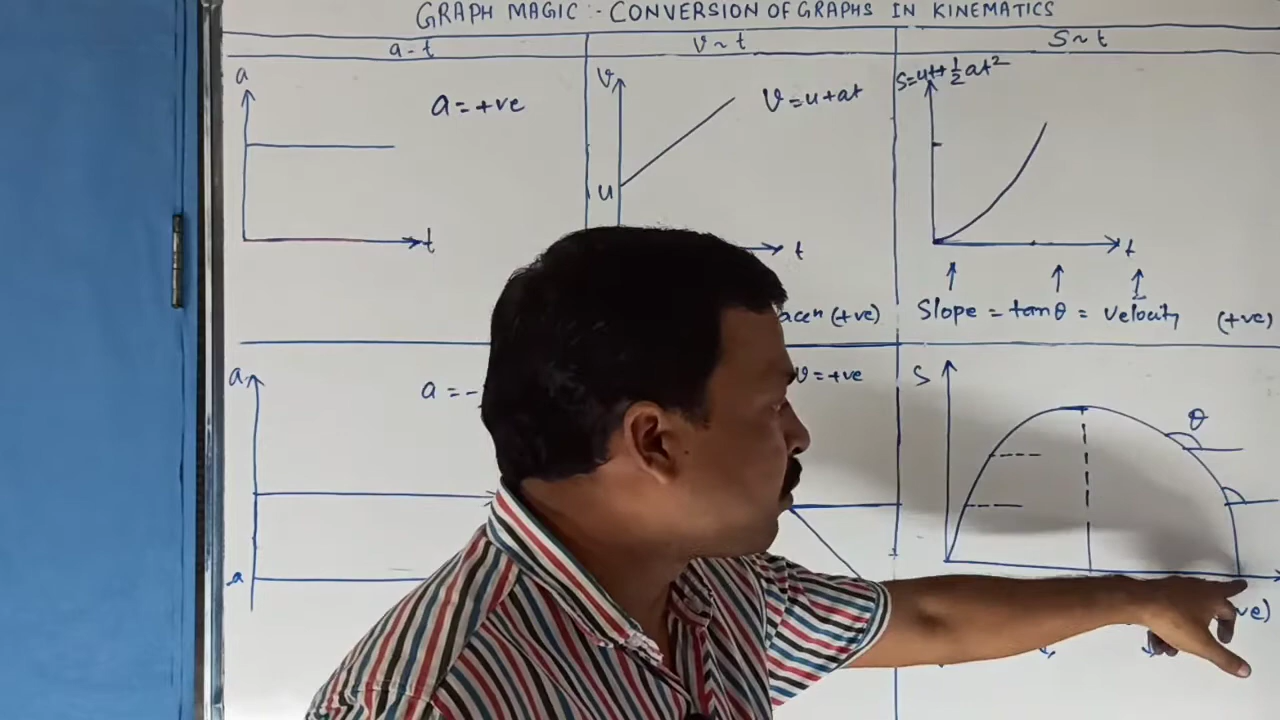 GRAPH MAGIC :- CONVERSION OF GRAPHS IN KINEMATICS
a-t
v~t
S~t
a
a=+ve
t
v
v=u+at
u
t
S=ut+½at²
t
acen (+ve)
Slope = tanθ = velocity (+ve)
a
a=-
-a
v=+ve
S
θ
ve)